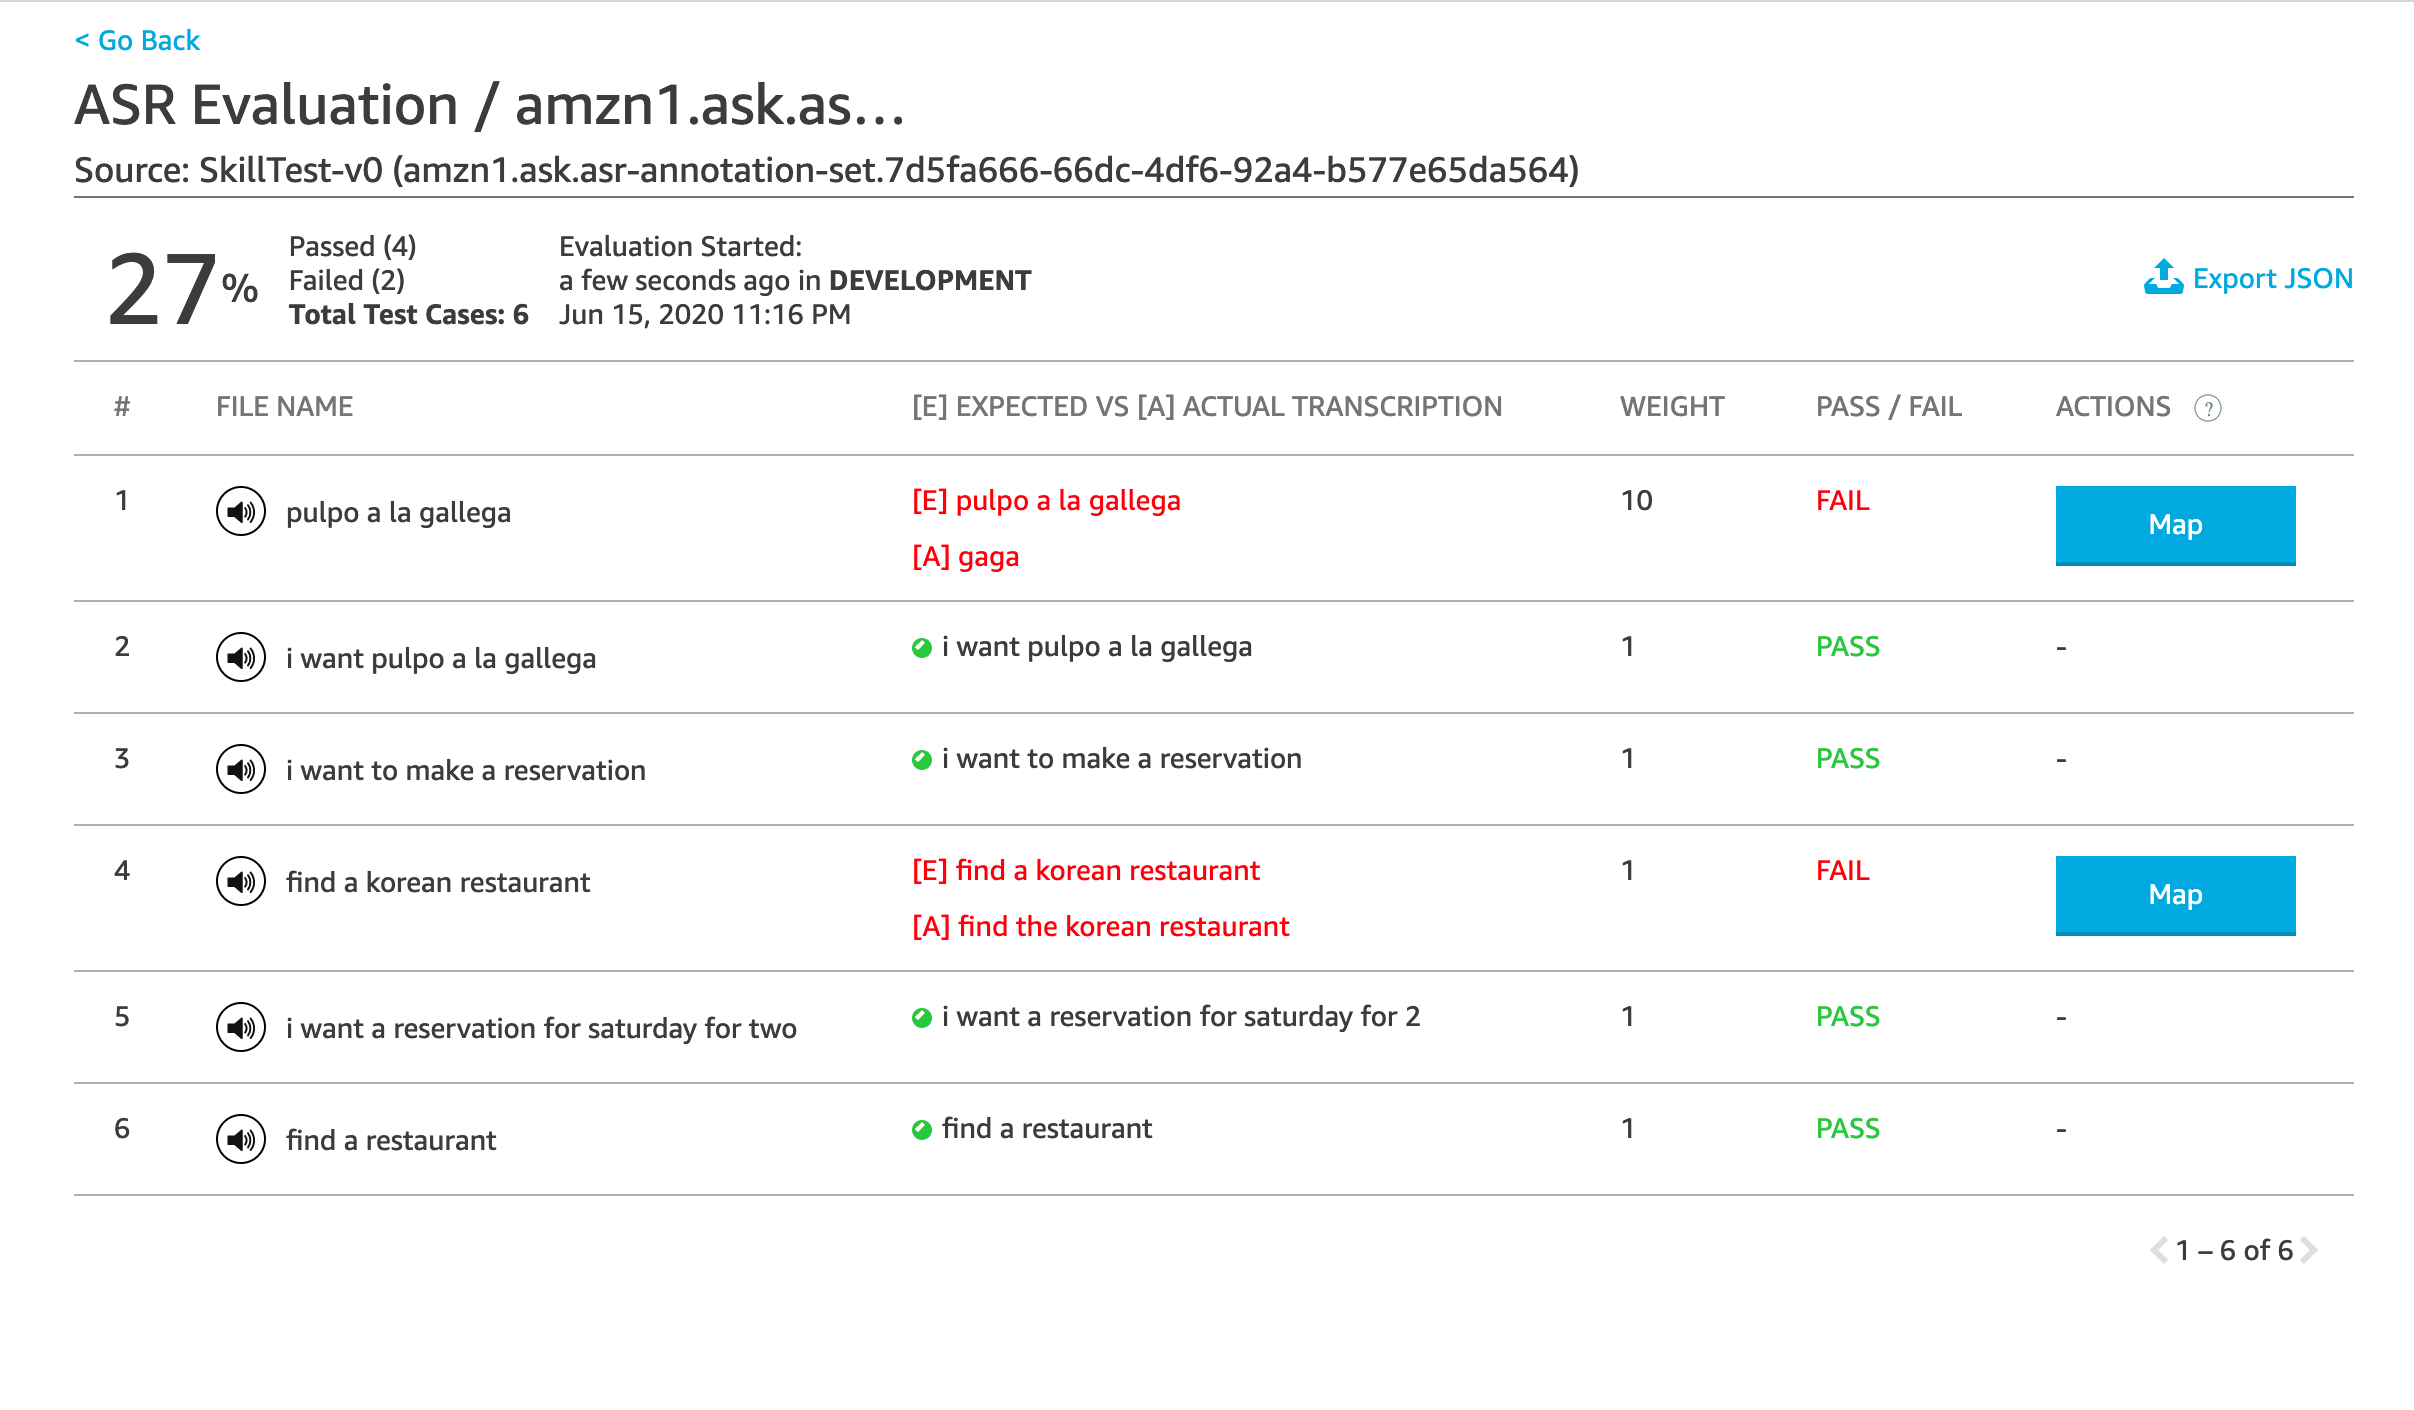 < Go Back
ASR Evaluation / amzn1.ask.as...
Source: SkillTest-v0 (amzn1.ask.asr-annotation-set.7d5fa666-66dc-4df6-92a4-b577e65da564)
27%
Passed (4)
Failed (2)
Total Test Cases: 6
Evaluation Started:
a few seconds ago in DEVELOPMENT
Jun 15, 2020 11:16 PM
Export JSON
# FILE NAME [E] EXPECTED VS [A] ACTUAL TRANSCRIPTION WEIGHT PASS / FAIL ACTIONS ?
1 pulpo a la gallega [E] pulpo a la gallega 10 FAIL Map
[A] gaga
2 i want pulpo a la gallega i want pulpo a la gallega 1 PASS -
3 i want to make a reservation i want to make a reservation 1 PASS -
4 find a korean restaurant [E] find a korean restaurant 1 FAIL Map
[A] find the korean restaurant
5 i want a reservation for saturday for two i want a reservation for saturday for 2 1 PASS -
6 find a restaurant find a restaurant 1 PASS -
1 – 6 of 6